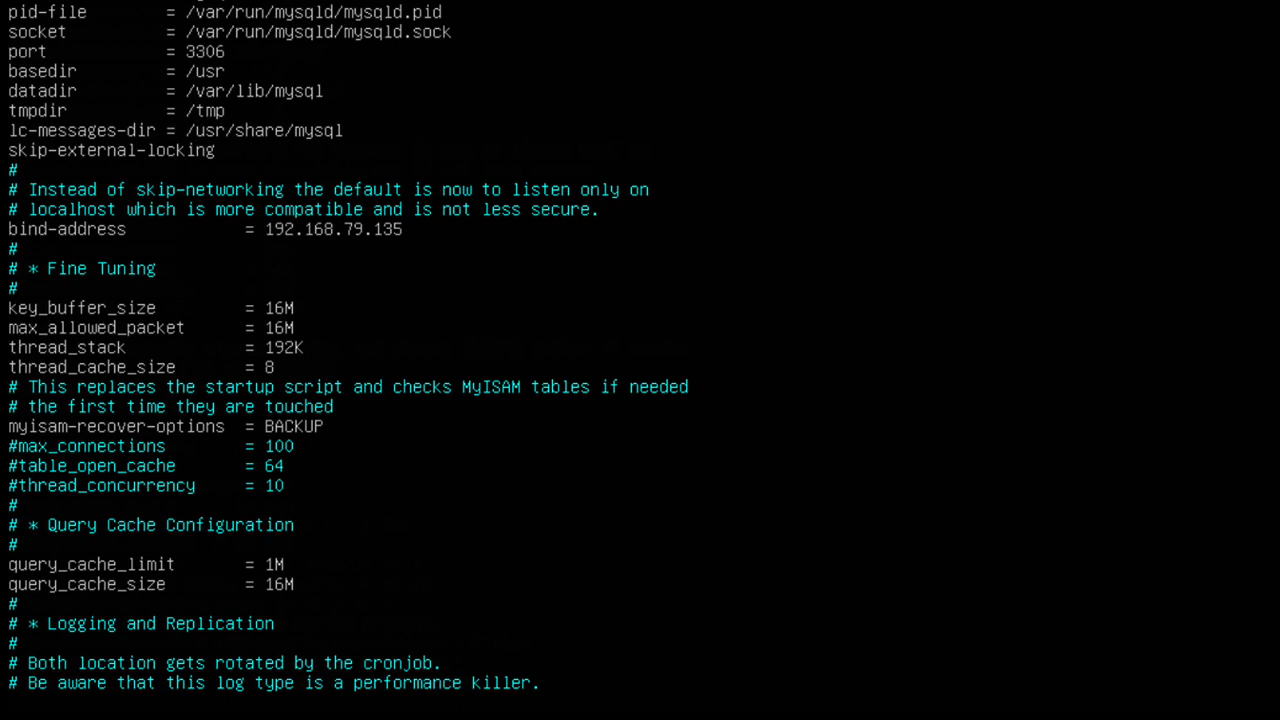 pid-file        = /var/run/mysqld/mysqld.pid
socket          = /var/run/mysqld/mysqld.sock
port            = 3306
basedir         = /usr
datadir         = /var/lib/mysql
tmpdir          = /tmp
lc-messages-dir = /usr/share/mysql
skip-external-locking
#
# Instead of skip-networking the default is now to listen only on
# localhost which is more compatible and is not less secure.
bind-address            = 192.168.79.135
#
# * Fine Tuning
#
key_buffer_size         = 16M
max_allowed_packet      = 16M
thread_stack            = 192K
thread_cache_size       = 8
# This replaces the startup script and checks MyISAM tables if needed
# the first time they are touched
myisam-recover-options  = BACKUP
#max_connections        = 100
#table_open_cache       = 64
#thread_concurrency     = 10
#
# * Query Cache Configuration
#
query_cache_limit       = 1M
query_cache_size        = 16M
#
# * Logging and Replication
#
# Both location gets rotated by the cronjob.
# Be aware that this log type is a performance killer.